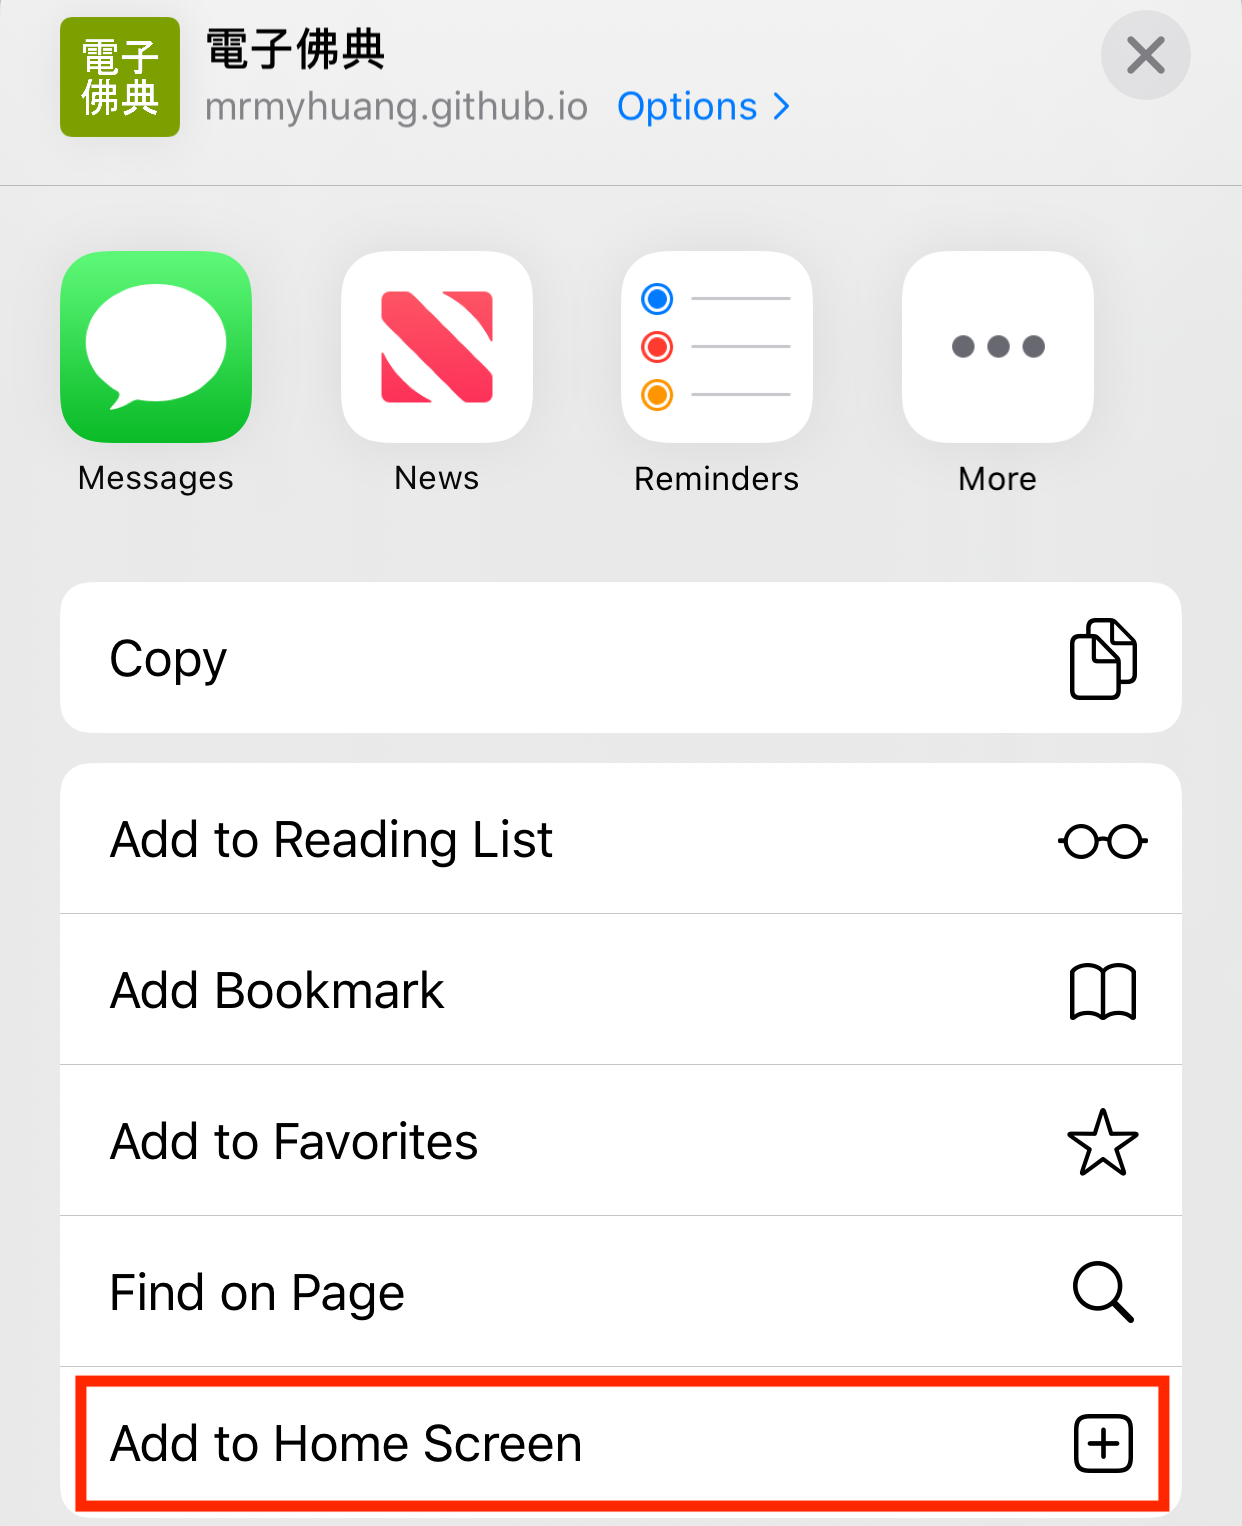 電子
佛典
電子佛典
mrmyhuang.github.io Options
Messages
News
Reminders
More
Copy
Add to Reading List
Add Bookmark
Add to Favorites
Find on Page
Add to Home Screen